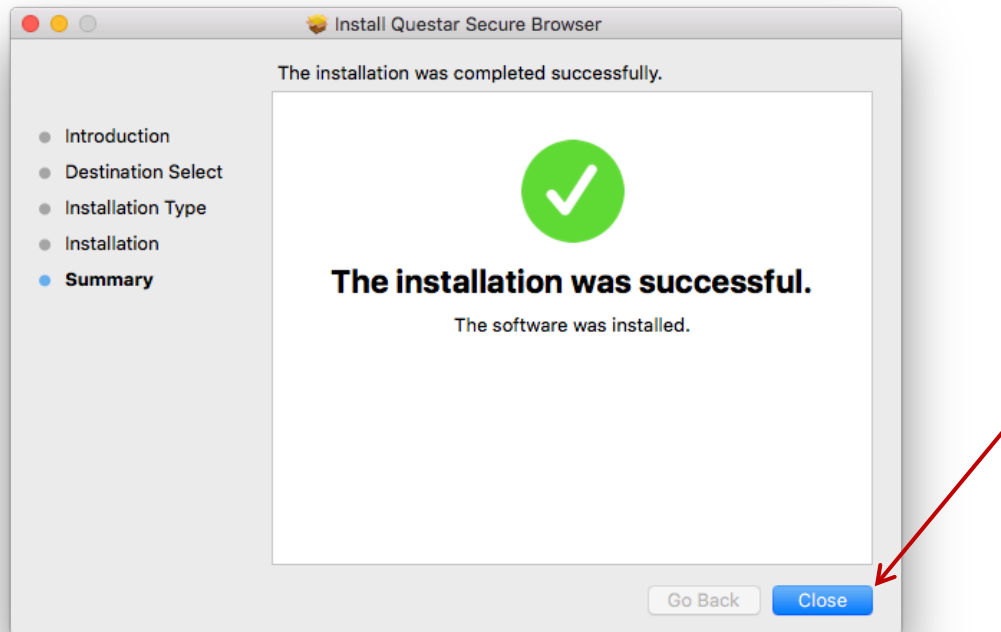 Install Questar Secure Browser
The installation was completed successfully.
Introduction
Destination Select
Installation Type
Installation
Summary
The installation was successful.
The software was installed.
Go Back
Close